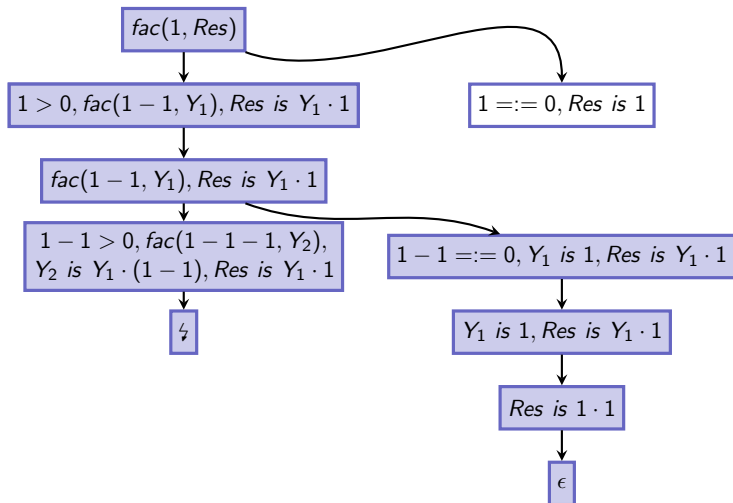 fac(1, Res)
1 > 0, fac(1 − 1, Y₁), Res is Y₁ · 1
1 =:= 0, Res is 1
fac(1 − 1, Y₁), Res is Y₁ · 1
1 − 1 > 0, fac(1 − 1 − 1, Y₂),
Y₂ is Y₁ · (1 − 1), Res is Y₁ · 1
1 − 1 =:= 0, Y₁ is 1, Res is Y₁ · 1
↯
Y₁ is 1, Res is Y₁ · 1
Res is 1 · 1
ϵ